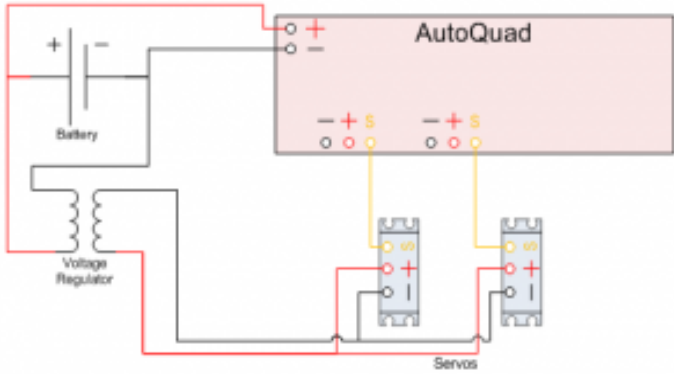 AutoQuad
+
−
+ −
Battery
− + S
− + S
Voltage
Regulator
S
+
−
S
+
−
Servos